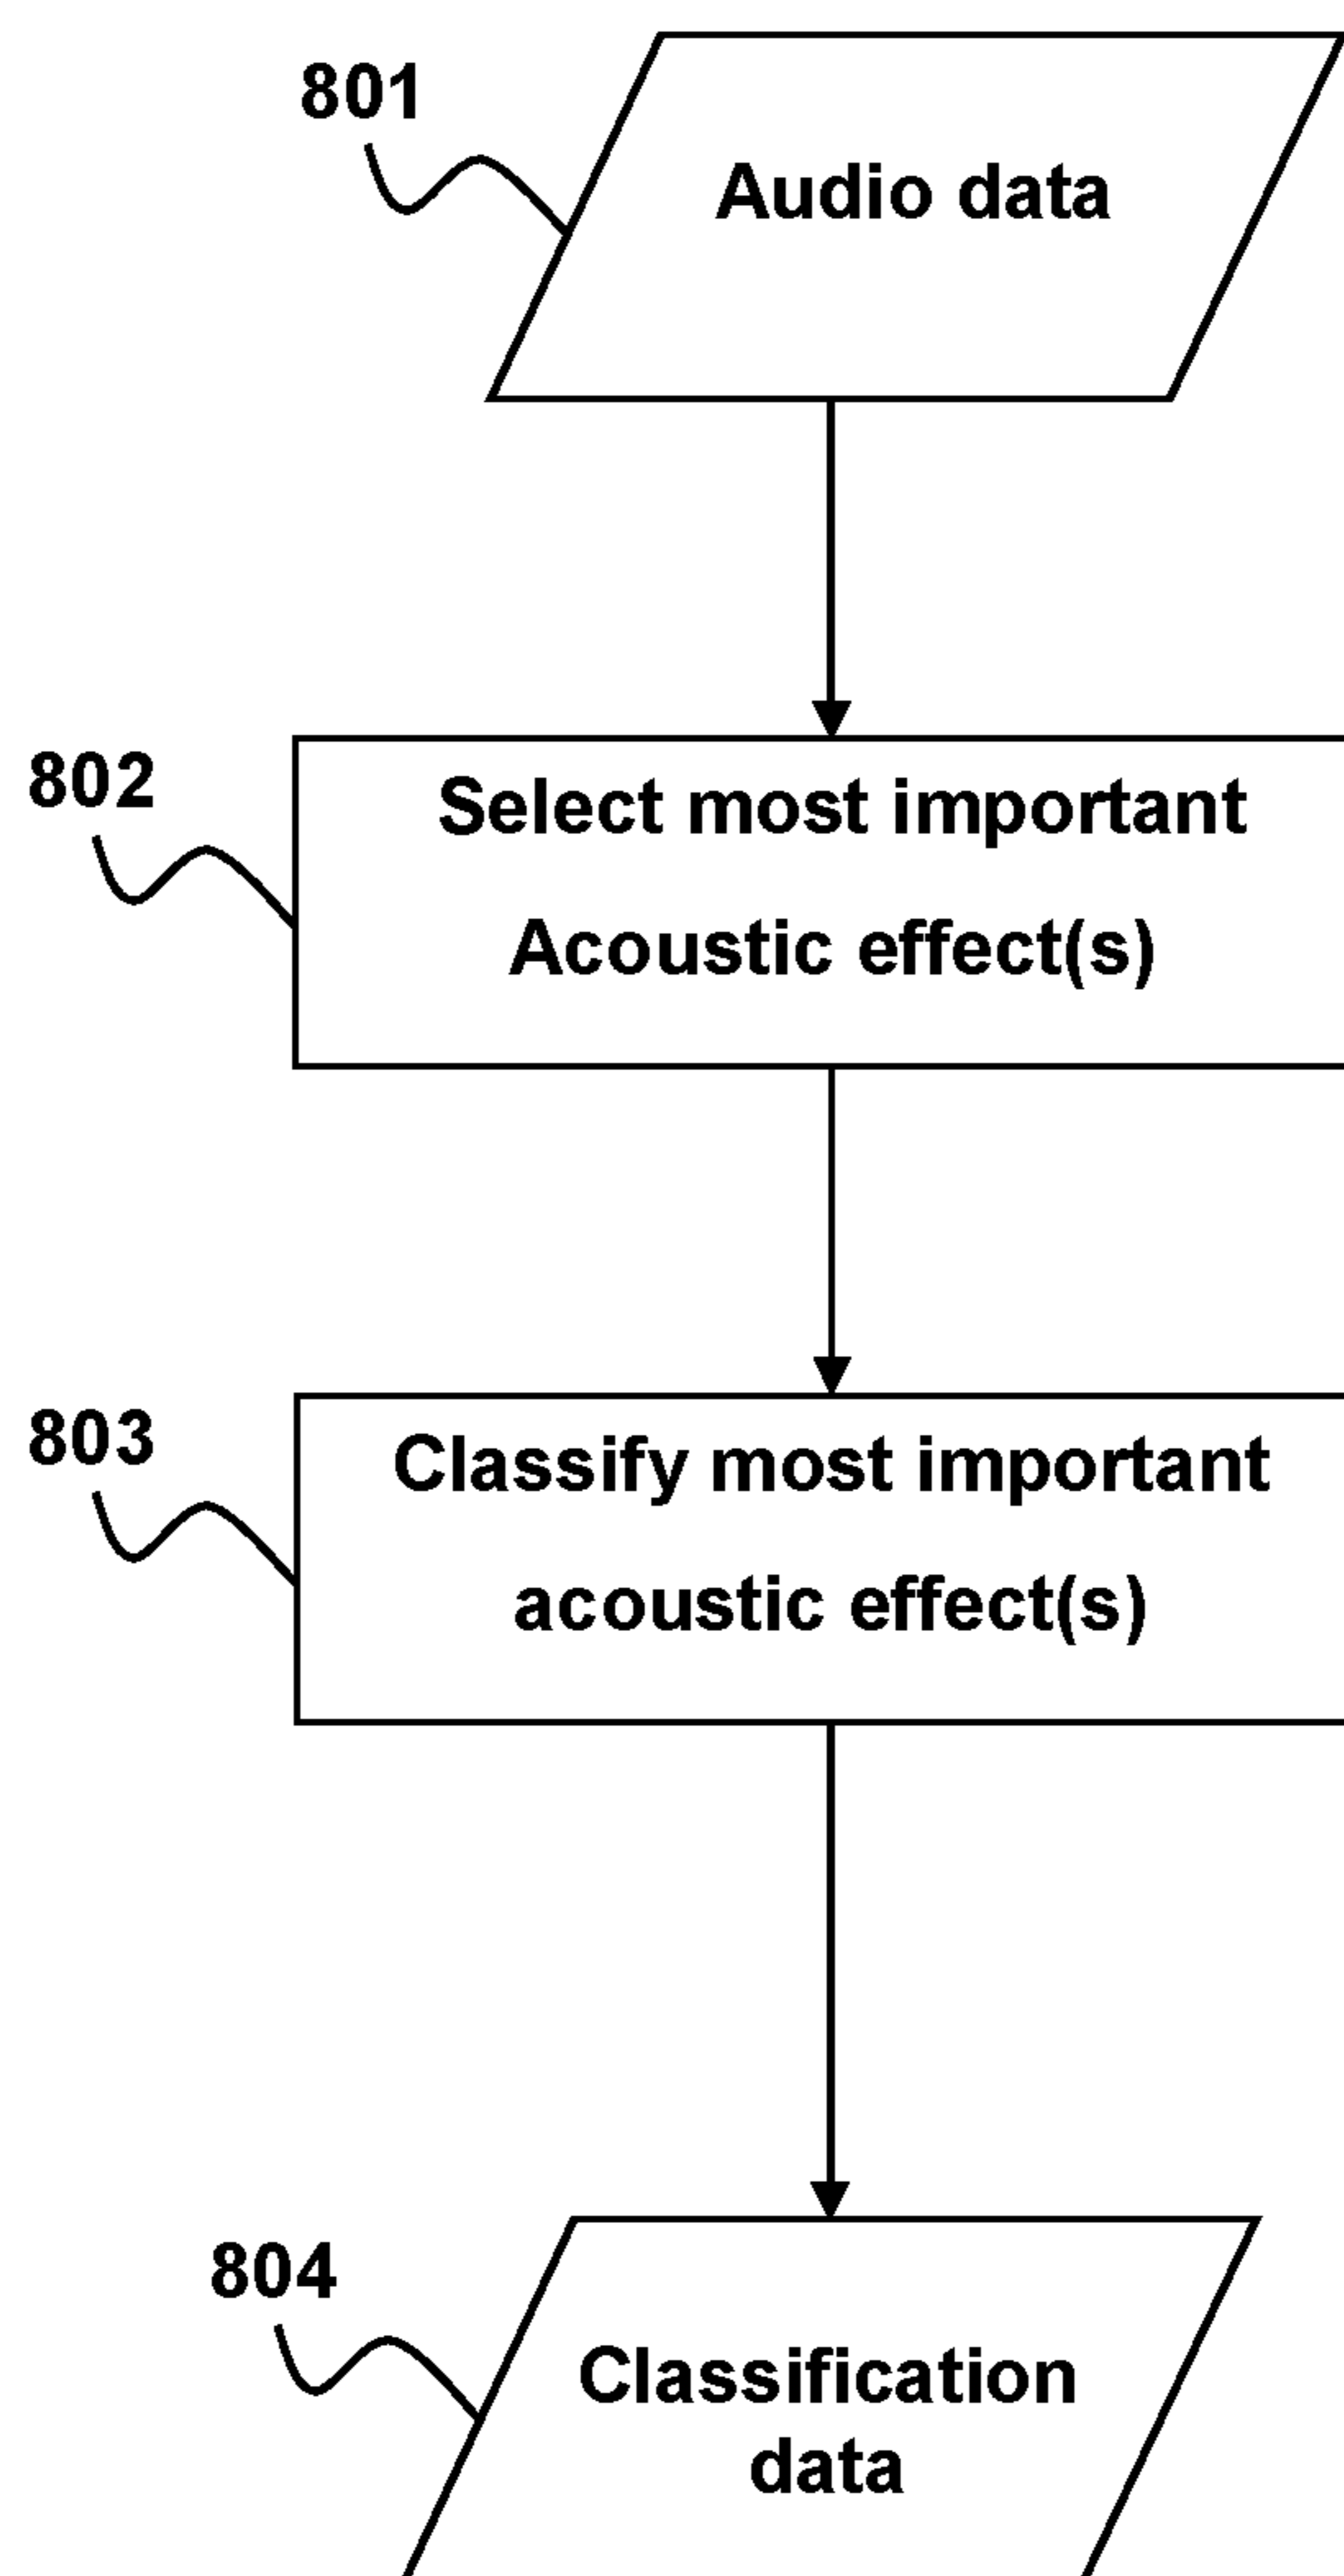 801
Audio data
802
Select most important
Acoustic effect(s)
803
Classify most important
acoustic effect(s)
804
Classification
data